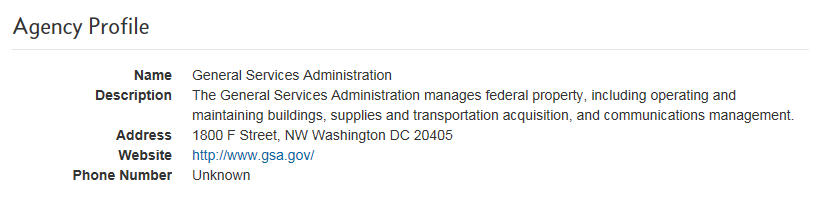 Agency Profile
Name General Services Administration
Description The General Services Administration manages federal property, including operating and
maintaining buildings, supplies and transportation acquisition, and communications management.
Address 1800 F Street, NW Washington DC 20405
Website http://www.gsa.gov/
Phone Number Unknown